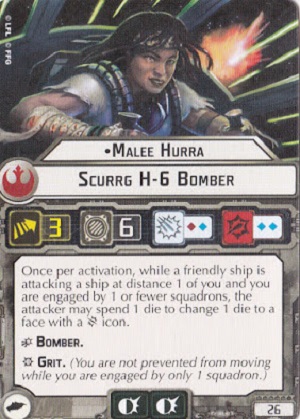 © LFL © FFG
•Malee Hurra
Scurrg H-6 Bomber
3
6
Once per activation, while a friendly ship is
attacking a ship at distance 1 of you and you
are engaged by 1 or fewer squadrons, the
attacker may spend 1 die to change 1 die to a
face with a icon.
Bomber.
Grit. (You are not prevented from moving
while you are engaged by only 1 squadron.)
26